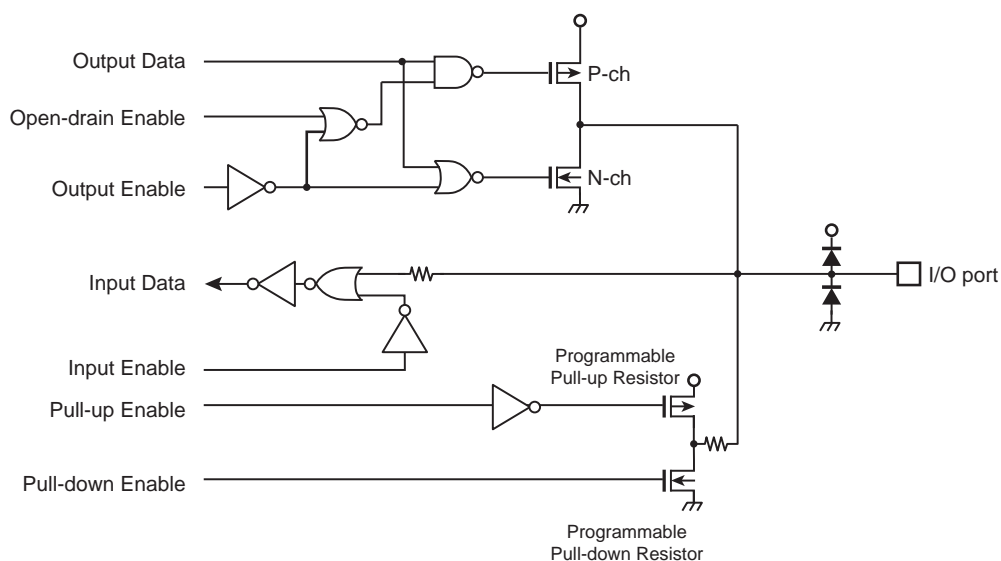 Output Data
P-ch
Open-drain Enable
Output Enable
N-ch
Input Data
I/O port
Input Enable
Programmable
Pull-up Resistor
Pull-up Enable
Pull-down Enable
Programmable
Pull-down Resistor